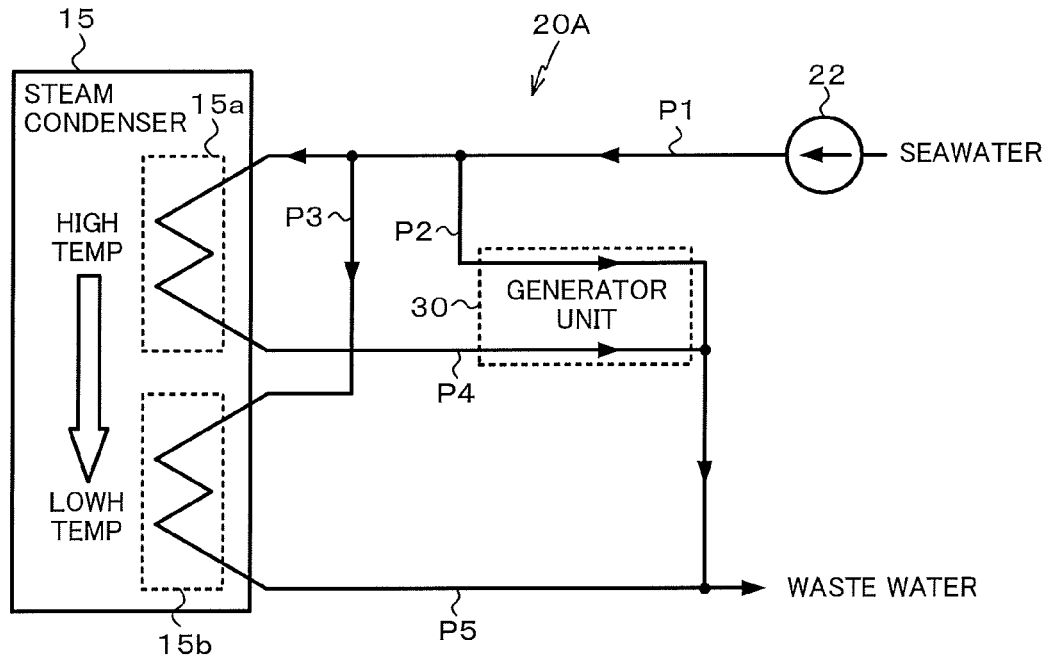 15
20A
STEAM
CONDENSER
15a
22
P1
SEAWATER
HIGH
TEMP
P3
P2
30
GENERATOR
UNIT
P4
LOWH
TEMP
WASTE WATER
P5
15b